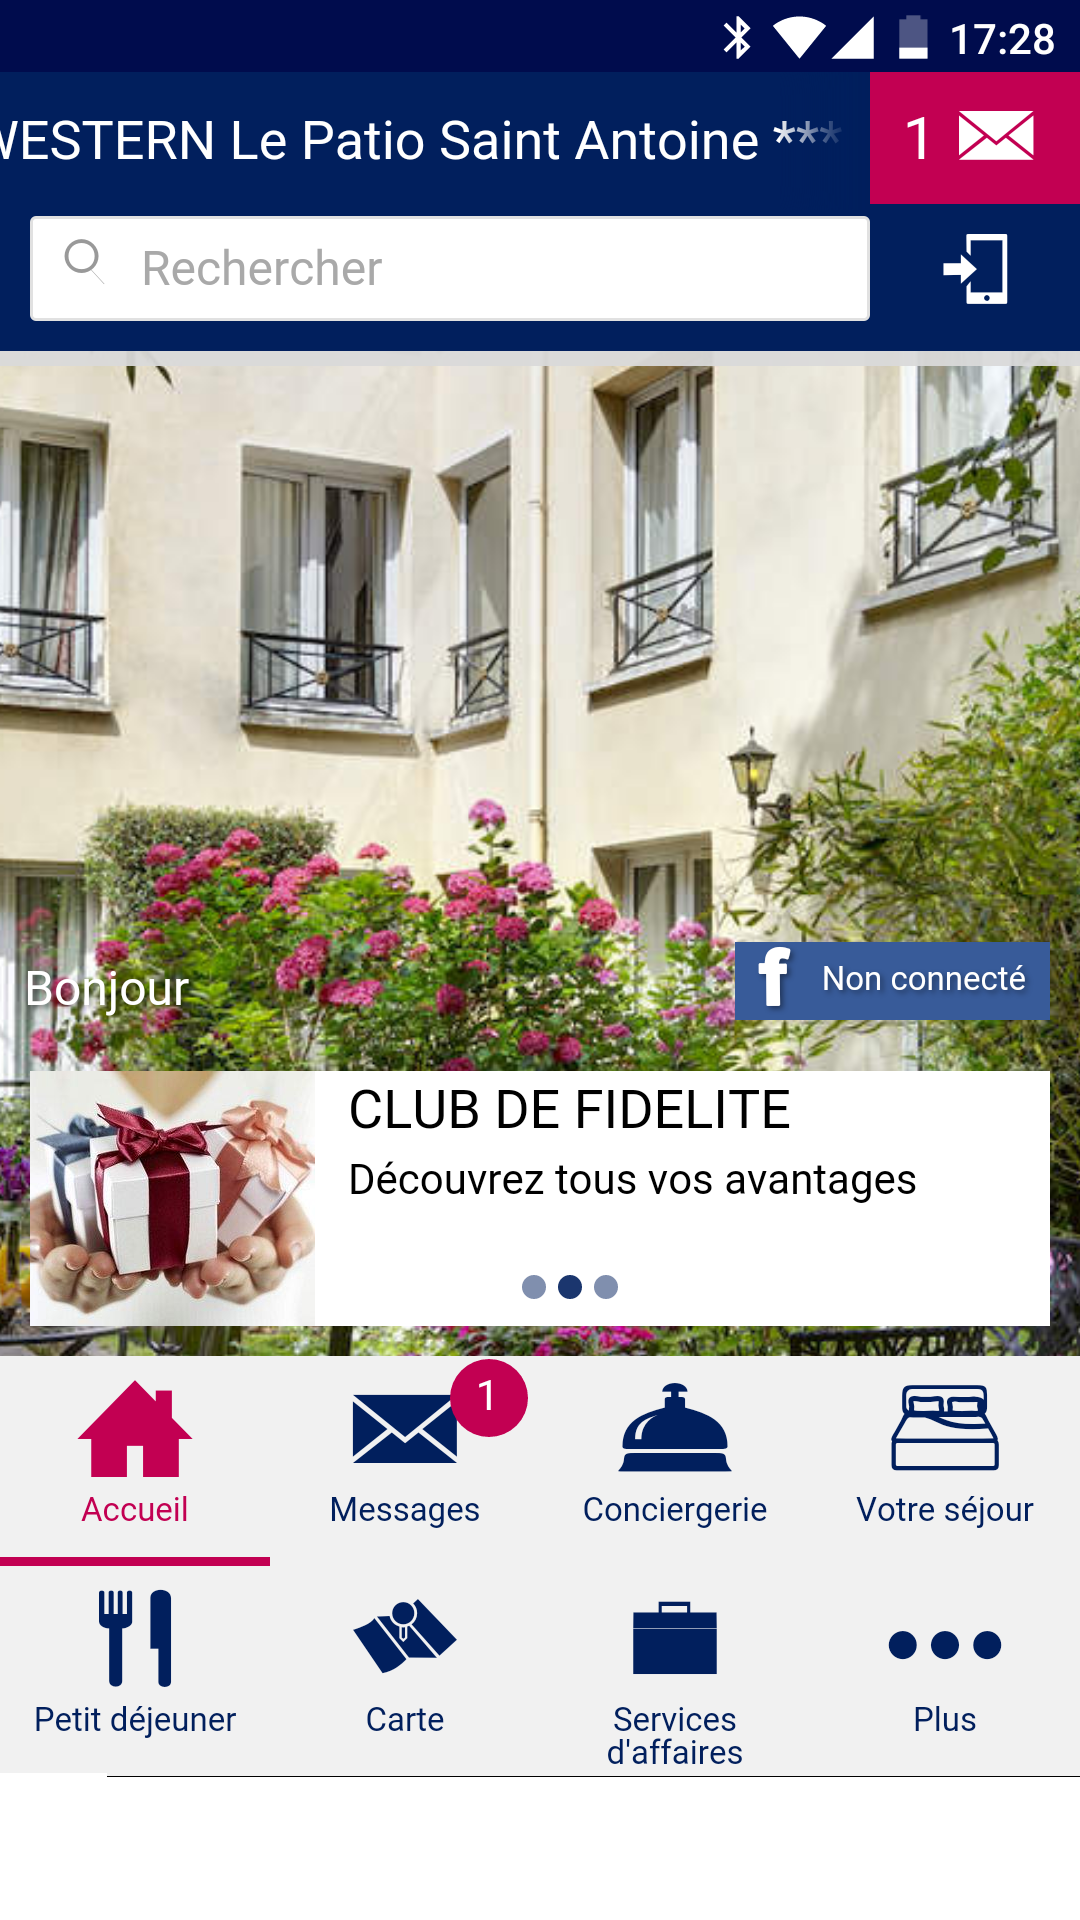 17:28
WESTERN Le Patio Saint Antoine ***
1
Rechercher
Bonjour
f Non connecté
CLUB DE FIDELITE
Découvrez tous vos avantages
1
Accueil
Messages
Conciergerie
Votre séjour
Petit déjeuner
Carte
Services
d'affaires
Plus